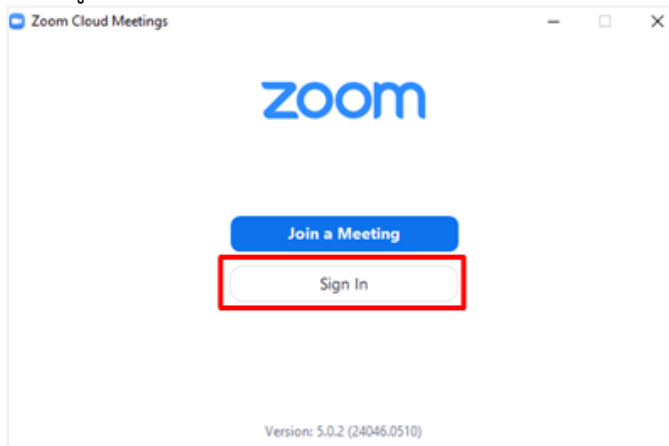 Zoom Cloud Meetings
zoom
Join a Meeting
Sign In
Version: 5.0.2 (24046.0510)